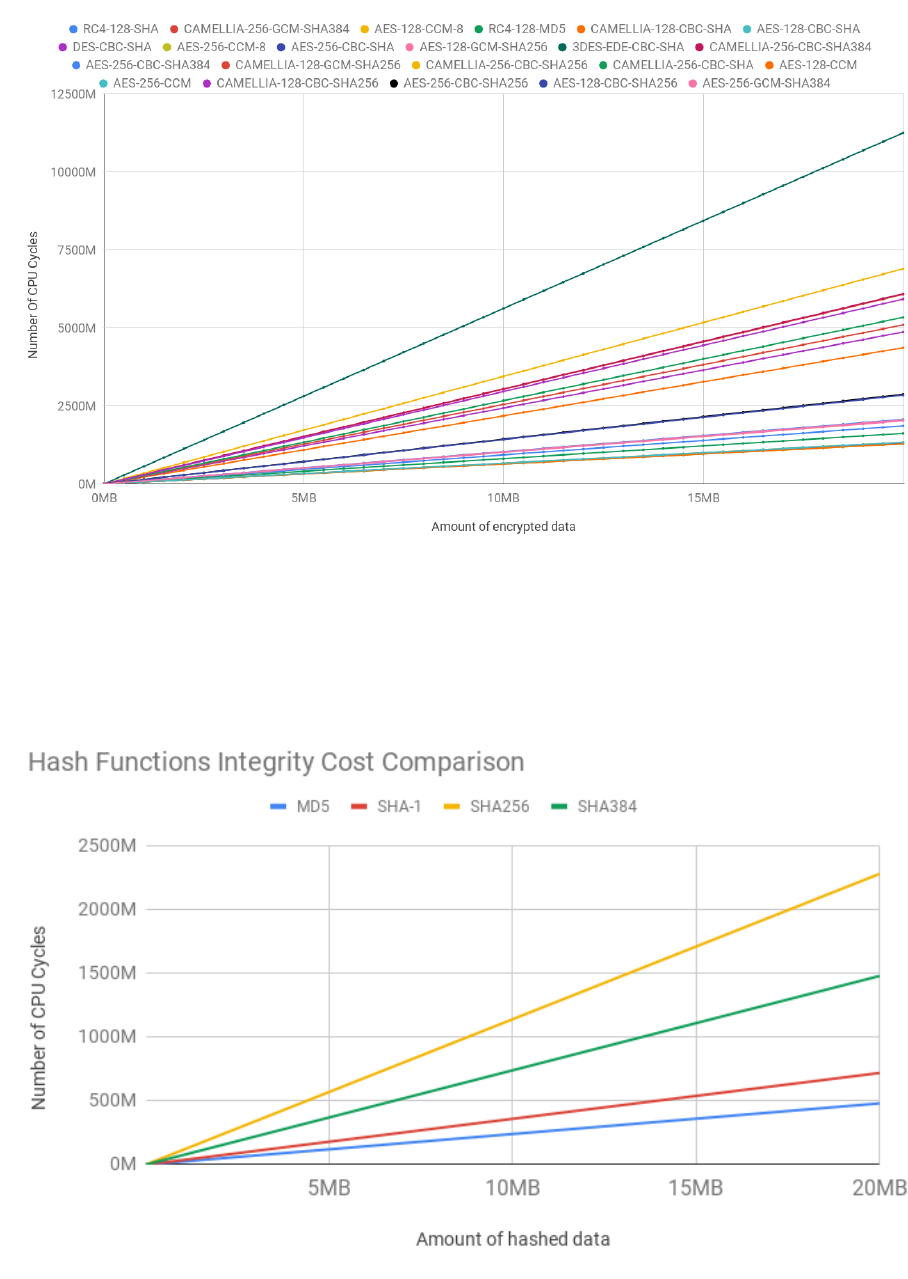 RC4-128-SHA CAMELLIA-256-GCM-SHA384 AES-128-CCM-8 RC4-128-MD5 CAMELLIA-128-CBC-SHA AES-128-CBC-SHA
DES-CBC-SHA AES-256-CCM-8 AES-256-CBC-SHA AES-128-GCM-SHA256 3DES-EDE-CBC-SHA CAMELLIA-256-CBC-SHA384
AES-256-CBC-SHA384 CAMELLIA-128-GCM-SHA256 CAMELLIA-256-CBC-SHA256 CAMELLIA-256-CBC-SHA AES-128-CCM
AES-256-CCM CAMELLIA-128-CBC-SHA256 AES-256-CBC-SHA256 AES-128-CBC-SHA256 AES-256-GCM-SHA384
12500M
10000M
7500M
5000M
2500M
0M
Number Of CPU Cycles
0MB 5MB 10MB 15MB
Amount of encrypted data
Hash Functions Integrity Cost Comparison
MD5 SHA-1 SHA256 SHA384
2500M
2000M
1500M
1000M
500M
0M
Number of CPU Cycles
5MB 10MB 15MB 20MB
Amount of hashed data